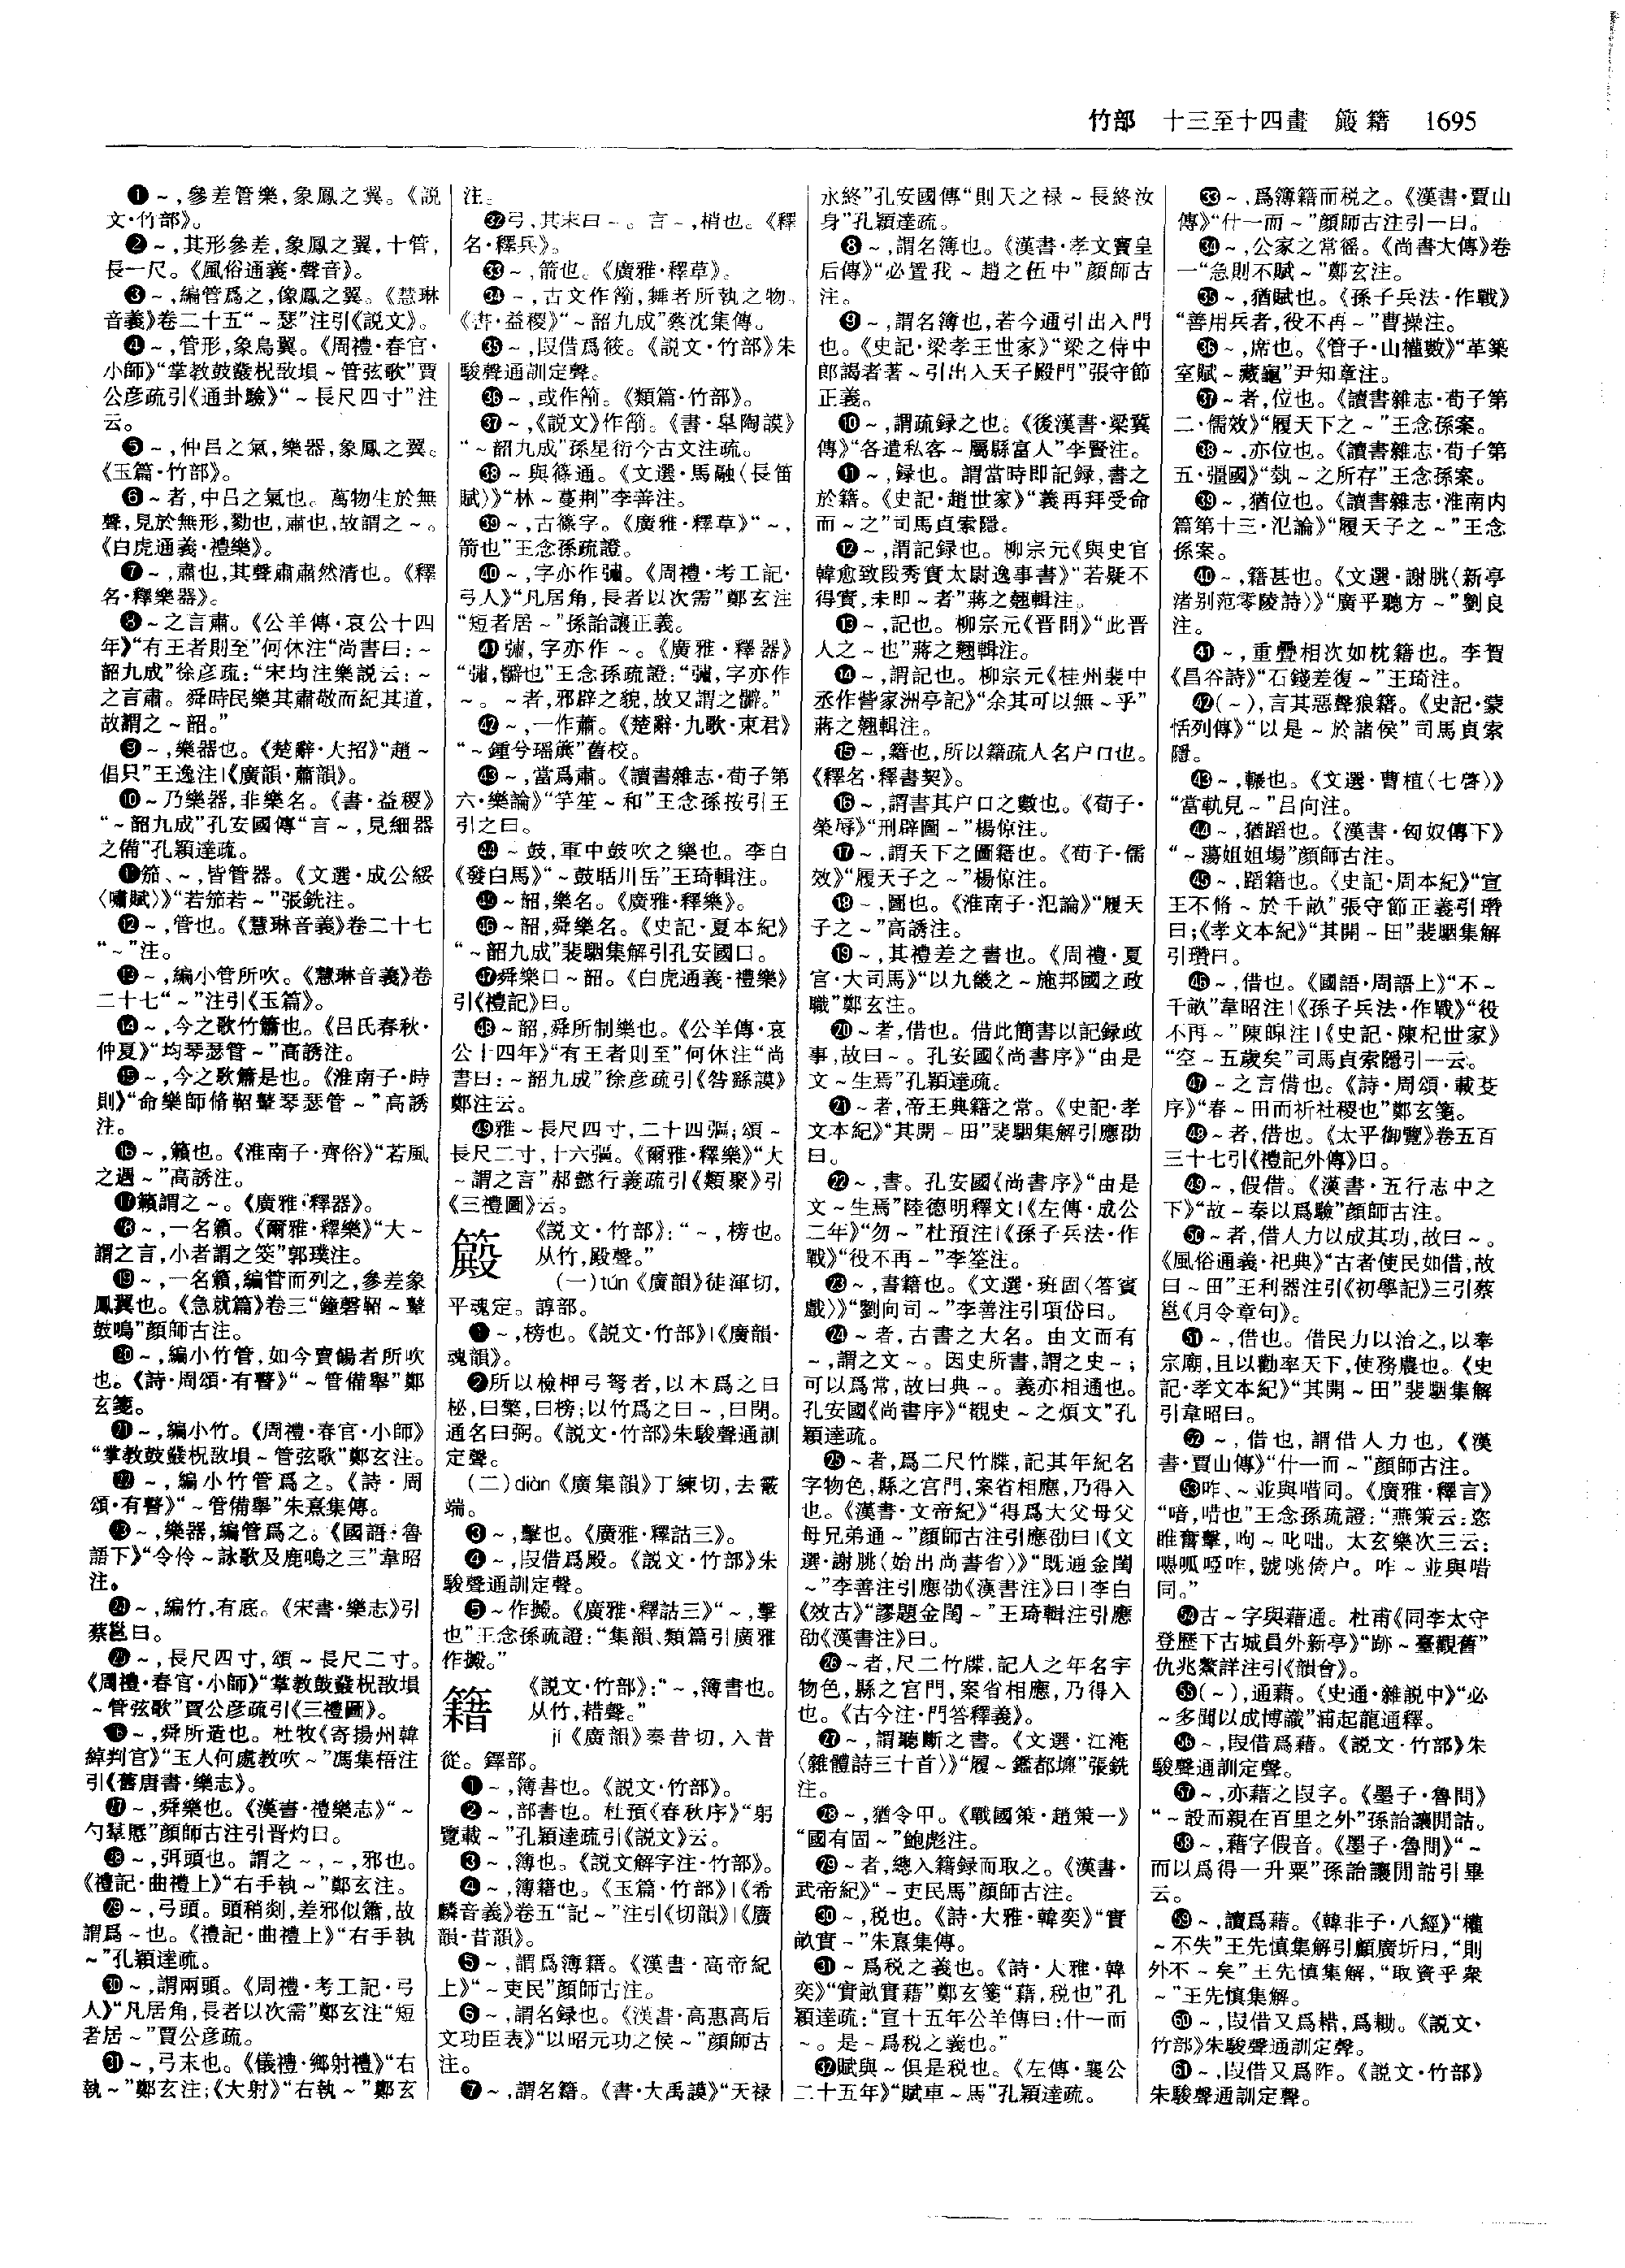 竹部　十三至十四畫　簸 籍　1695
❶～,參差管樂,象鳳之翼。《説
文·竹部》。
❷～,其形參差,象鳳之翼,十管,
長一尺。《風俗通義·聲音》。
❸～,編管爲之,像鳳之翼。《慧琳
音義》卷二十五“～瑟”注引《説文》。
❹～,管形,象鳥翼。《周禮·春官·
小師》“掌教鼓鼗柷敔塤～管弦歌”賈
公彦疏引《通卦驗》“～長尺四寸”注
云。
❺～,仲吕之氣,樂器,象鳳之翼。
《玉篇·竹部》。
❻～者,中吕之氣也。萬物生於無
聲,見於無形,勠也,肅也,故謂之～。
《白虎通義·禮樂》。
❼～,肅也,其聲肅肅然清也。《釋
名·釋樂器》。
❽～之言肅。《公羊傳·哀公十四
年》“有王者則至”何休注“尚書曰:～
韶九成”徐彦疏:“宋均注樂説云:～
之言肅。舜時民樂其肅敬而紀其道,
故謂之～韶。”
❾～,樂器也。《楚辭·大招》“趙～
倡只”王逸注|《廣韻·蕭韻》。
❿～乃樂器,非樂名。《書·益稷》
“～韶九成”孔安國傳“言～,見細器
之備”孔穎達疏。
⓫笳、～,皆管器。《文選·成公綏
〈嘯賦〉》“若笳若～”張銑注。
⓬～,管也。《慧琳音義》卷二十七
“～”注。
⓭～,編小管所吹。《慧琳音義》卷
二十七“～”注引《玉篇》。
⓮～,今之歌竹簫也。《吕氏春秋·
仲夏》“均琴瑟管～”高誘注。
⓯～,今之歌簫是也。《淮南子·時
則》“命樂師脩鞀鼙琴瑟管～”高誘
注。
⓰～,籟也。《淮南子·齊俗》“若風
之遇～”高誘注。
⓱籟謂之～。《廣雅·釋器》。
⓲～,一名籟。《爾雅·釋樂》“大～
謂之言,小者謂之筊”郭璞注。
⓳～,一名籟,編管而列之,參差象
鳳翼也。《急就篇》卷三“鐘磬鞀～鼙
鼓鳴”顔師古注。
⓴～,編小竹管,如今賣餳者所吹
也。《詩·周頌·有瞽》“～管備舉”鄭
玄箋。
㉑～,編小竹。《周禮·春官·小師》
“掌教鼓鼗柷敔塤～管弦歌”鄭玄注。
㉒～,編小竹管爲之。《詩·周
頌·有瞽》“～管備舉”朱熹集傳。
㉓～,樂器,編管爲之。《國語·魯
語下》“令伶～詠歌及鹿鳴之三”韋昭
注。
㉔～,編竹,有底。《宋書·樂志》引
蔡邕曰。
㉕～,長尺四寸,頌～長尺二寸。
《周禮·春官·小師》“掌教鼓鼗柷敔塤
～管弦歌”賈公彦疏引《三禮圖》。
㉖～,舜所造也。杜牧《寄揚州韓
綽判官》“玉人何處教吹～”馮集梧注
引《舊唐書·樂志》。
㉗～,舜樂也。《漢書·禮樂志》“～
勺羣慝”顔師古注引晋灼曰。
㉘～,弭頭也。謂之～,～,邪也。
《禮記·曲禮上》“右手執～”鄭玄注。
㉙～,弓頭。頭稍剡,差邪似簫,故
謂爲～也。《禮記·曲禮上》“右手執
～”孔穎達疏。
㉚～,謂兩頭。《周禮·考工記·弓
人》“凡居角,長者以次需”鄭玄注“短
者居～”賈公彦疏。
㉛～,弓末也。《儀禮·鄉射禮》“右
執～”鄭玄注;《大射》“右執～”鄭玄
注。
㉜弓,其末曰～。言～,梢也。《釋
名·釋兵》。
㉝～,箭也。《廣雅·釋草》。
㉞～,古文作箾,舞者所執之物。
《書·益稷》“～韶九成”蔡沈集傳。
㉟～,叚借爲筱。《説文·竹部》朱
駿聲通訓定聲。
㊱～,或作箾。《類篇·竹部》。
㊲～,《説文》作箾。《書·皋陶謨》
“～韶九成”孫星衍今古文注疏。
㊳～與篠通。《文選·馬融〈長笛
賦〉》“林～蔓荆”李善注。
㊴～,古篠字。《廣雅·釋草》“～,
箭也”王念孫疏證。
㊵～,字亦作彇。《周禮·考工記·
弓人》“凡居角,長者以次需”鄭玄注
“短者居～”孫詒讓正義。
㊶彇,字亦作～。《廣雅·釋器》
“彇,弰也”王念孫疏證:“彇,字亦作
～。～者,邪辟之貌,故又謂之弰。”
㊷～,一作蕭。《楚辭·九歌·東君》
“～鍾兮瑶簴”舊校。
㊸～,當爲肅。《讀書雜志·荀子第
六·樂論》“竽笙～和”王念孫按引王
引之曰。
㊹～鼓,軍中鼓吹之樂也。李白
《發白馬》“～鼓聒川岳”王琦輯注。
㊺～韶,樂名。《廣雅·釋樂》。
㊻～韶,舜樂名。《史記·夏本紀》
“～韶九成”裴駰集解引孔安國曰。
㊼舜樂曰～韶。《白虎通義·禮樂》
引《禮記》曰。
㊽～韶,舜所制樂也。《公羊傳·哀
公十四年》“有王者則至”何休注“尚
書曰:～韶九成”徐彦疏引《咎繇謨》
鄭注云。
㊾雅～長尺四寸,二十四彄;頌～
長尺二寸,十六彄。《爾雅·釋樂》“大
～謂之言”郝懿行義疏引《類聚》引
《三禮圖》云。
簸
《説文·竹部》:“～,榜也。
从竹,殿聲。”
(一)tún《廣韻》徒渾切,
平魂定。諄部。
❶～,榜也。《説文·竹部》|《廣韻·
魂韻》。
❷所以檢柙弓弩者,以木爲之曰
柲,曰檠,曰榜;以竹爲之曰～,曰閉。
通名曰弼。《説文·竹部》朱駿聲通訓
定聲。
(二)diàn《廣集韻》丁練切,去霰
端。
❸～,擊也。《廣雅·釋詁三》。
❹～,叚借爲殿。《説文·竹部》朱
駿聲通訓定聲。
❺～作搬。《廣雅·釋詁三》“～,擊
也”王念孫疏證:“集韻、類篇引廣雅
作搬。”
籍
《説文·竹部》:“～,簿書也。
从竹,耤聲。”
jí《廣韻》秦昔切,入昔
從。鐸部。
❶～,簿書也。《説文·竹部》。
❷～,部書也。杜預《春秋序》“躬
覽載～”孔穎達疏引《説文》云。
❸～,簿也。《説文解字注·竹部》。
❹～,簿籍也。《玉篇·竹部》|《希
麟音義》卷五“記～”注引《切韻》|《廣
韻·昔韻》。
❺～,謂爲簿籍。《漢書·高帝紀
上》“～吏民”顔師古注。
❻～,謂名録也。《漢書·高惠高后
文功臣表》“以昭元功之侯～”顔師古
注。
❼～,謂名籍。《書·大禹謨》“天禄
永終”孔安國傳“則天之禄～長終汝
身”孔穎達疏。
❽～,謂名簿也。《漢書·孝文竇皇
后傳》“必置我～趙之伍中”顔師古
注。
❾～,謂名簿也,若今通引出入門
也。《史記·梁孝王世家》“梁之侍中
郎謁者著～引出入天子殿門”張守節
正義。
❿～,謂疏録之也。《後漢書·梁冀
傳》“各遣私客～屬縣富人”李賢注。
⓫～,録也。謂當時即記録,書之
於籍。《史記·趙世家》“義再拜受命
而～之”司馬貞索隱。
⓬～,謂記録也。柳宗元《與史官
韓愈致段秀實太尉逸事書》“若疑不
得實,未即～者”蔣之翹輯注。
⓭～,記也。柳宗元《晋問》“此晋
人之～也”蔣之翹輯注。
⓮～,謂記也。柳宗元《桂州裴中
丞作訾家洲亭記》“余其可以無～乎”
蔣之翹輯注。
⓯～,籍也,所以籍疏人名户口也。
《釋名·釋書契》。
⓰～,謂書其户口之數也。《荀子·
榮辱》“刑辟圖～”楊倞注。
⓱～,謂天下之圖籍也。《荀子·儒
效》“履天子之～”楊倞注。
⓲～,圖也。《淮南子·氾論》“履天
子之～”高誘注。
⓳～,其禮差之書也。《周禮·夏
官·大司馬》“以九畿之～施邦國之政
職”鄭玄注。
⓴～者,借也。借此簡書以記録政
事,故曰～。孔安國《尚書序》“由是
文～生焉”孔穎達疏。
㉑～者,帝王典籍之常。《史記·孝
文本紀》“其開～田”裴駰集解引應劭
曰。
㉒～,書。孔安國《尚書序》“由是
文～生焉”陸德明釋文|《左傳·成公
二年》“勿～”杜預注|《孫子兵法·作
戰》“役不再～”李筌注。
㉓～,書籍也。《文選·班固〈答賓
戲〉》“劉向司～”李善注引項岱曰。
㉔～者,古書之大名。由文而有
～,謂之文～。因史所書,謂之史～;
可以爲常,故曰典～。義亦相通也。
孔安國《尚書序》“覩史～之煩文”孔
穎達疏。
㉕～者,爲二尺竹牒,記其年紀名
字物色,縣之宫門,案省相應,乃得入
也。《漢書·文帝紀》“得爲大父母父
母兄弟通～”顔師古注引應劭曰|《文
選·謝脁〈始出尚書省〉》“既通金閨
～”李善注引應劭《漢書注》曰|李白
《效古》“謬題金閨～”王琦輯注引應
劭《漢書注》曰。
㉖～者,尺二竹牒,記人之年名字
物色,縣之宫門,案省相應,乃得入
也。《古今注·問答釋義》。
㉗～,謂聽斷之書。《文選·江淹
〈雜體詩三十首〉》“履～鑑都壥”張銑
注。
㉘～,猶令甲。《戰國策·趙策一》
“國有固～”鮑彪注。
㉙～者,總入籍録而取之。《漢書·
武帝紀》“～吏民馬”顔師古注。
㉚～,税也。《詩·大雅·韓奕》“實
畝實～”朱熹集傳。
㉛～爲税之義也。《詩·大雅·韓
奕》“實畝實藉”鄭玄箋“藉,税也”孔
穎達疏:“宣十五年公羊傳曰:什一而
～。是～爲税之義也。”
㉜賦與～俱是税也。《左傳·襄公
二十五年》“賦車～馬”孔穎達疏。
㉝～,爲簿籍而税之。《漢書·賈山
傳》“什一而～”顔師古注引一曰。
㉞～,公家之常徭。《尚書大傳》卷
一“急則不賦～”鄭玄注。
㉟～,猶賦也。《孫子兵法·作戰》
“善用兵者,役不再～”曹操注。
㊱～,席也。《管子·山權數》“革築
室賦～藏龜”尹知章注。
㊲～者,位也。《讀書雜志·荀子第
二·儒效》“履天下之～”王念孫案。
㊳～,亦位也。《讀書雜志·荀子第
五·彊國》“埶～之所存”王念孫案。
㊴～,猶位也。《讀書雜志·淮南内
篇第十三·氾論》“履天子之～”王念
孫案。
㊵～,籍甚也。《文選·謝脁〈新亭
渚别范零陵詩〉》“廣平聽方～”劉良
注。
㊶～,重疊相次如枕籍也。李賀
《昌谷詩》“石錢差復～”王琦注。
㊷(～),言其惡聲狼籍。《史記·蒙
恬列傳》“以是～於諸侯”司馬貞索
隱。
㊸～,轢也。《文選·曹植〈七啓〉》
“當軌見～”吕向注。
㊹～,猶蹈也。《漢書·匈奴傳下》
“～蕩姐姐場”顔師古注。
㊺～,蹈籍也。《史記·周本紀》“宣
王不脩～於千畝”張守節正義引瓚
曰;《孝文本紀》“其開～田”裴駰集解
引瓚曰。
㊻～,借也。《國語·周語上》“不～
千畝”韋昭注|《孫子兵法·作戰》“役
不再～”陳皞注|《史記·陳杞世家》
“空～五歲矣”司馬貞索隱引一云。
㊼～之言借也。《詩·周頌·載芟
序》“春～田而祈社稷也”鄭玄箋。
㊽～者,借也。《太平御覽》卷五百
三十七引《禮記外傳》曰。
㊾～,假借。《漢書·五行志中之
下》“故～秦以爲驗”顔師古注。
㊿～者,借人力以成其功,故曰～。
《風俗通義·祀典》“古者使民如借,故
曰～田”王利器注引《初學記》三引蔡
邕《月令章句》。
51～,借也。借民力以治之,以奉
宗廟,且以勸率天下,使務農也。《史
記·孝文本紀》“其開～田”裴駰集解
引韋昭曰。
52～,借也,謂借人力也。《漢
書·賈山傳》“什一而～”顔師古注。
53咋、～並與唶同。《廣雅·釋言》
“喑,唶也”王念孫疏證:“燕策云:恣
睢奮擊,呴～叱咄。太玄樂次三云:
嘕呱啞咋,號咷倚户。咋～並與唶
同。”
54古～字與藉通。杜甫《同李太守
登歷下古城員外新亭》“跡～臺觀舊”
仇兆鰲詳注引《韻會》。
55(～),通藉。《史通·雜説中》“必
～多聞以成博識”浦起龍通釋。
56～,叚借爲藉。《説文·竹部》朱
駿聲通訓定聲。
57～,亦藉之叚字。《墨子·魯問》
“～設而親在百里之外”孫詒讓閒詁。
58～,藉字假音。《墨子·魯問》“～
而以爲得一升粟”孫詒讓閒詁引畢
云。
59～,讀爲藉。《韓非子·八經》“權
～不失”王先慎集解引顧廣圻曰,“則
外不～矣”王先慎集解,“取資乎衆
～”王先慎集解。
60～,叚借又爲楷,爲耡。《説文·
竹部》朱駿聲通訓定聲。
61～,叚借又爲阼。《説文·竹部》
朱駿聲通訓定聲。